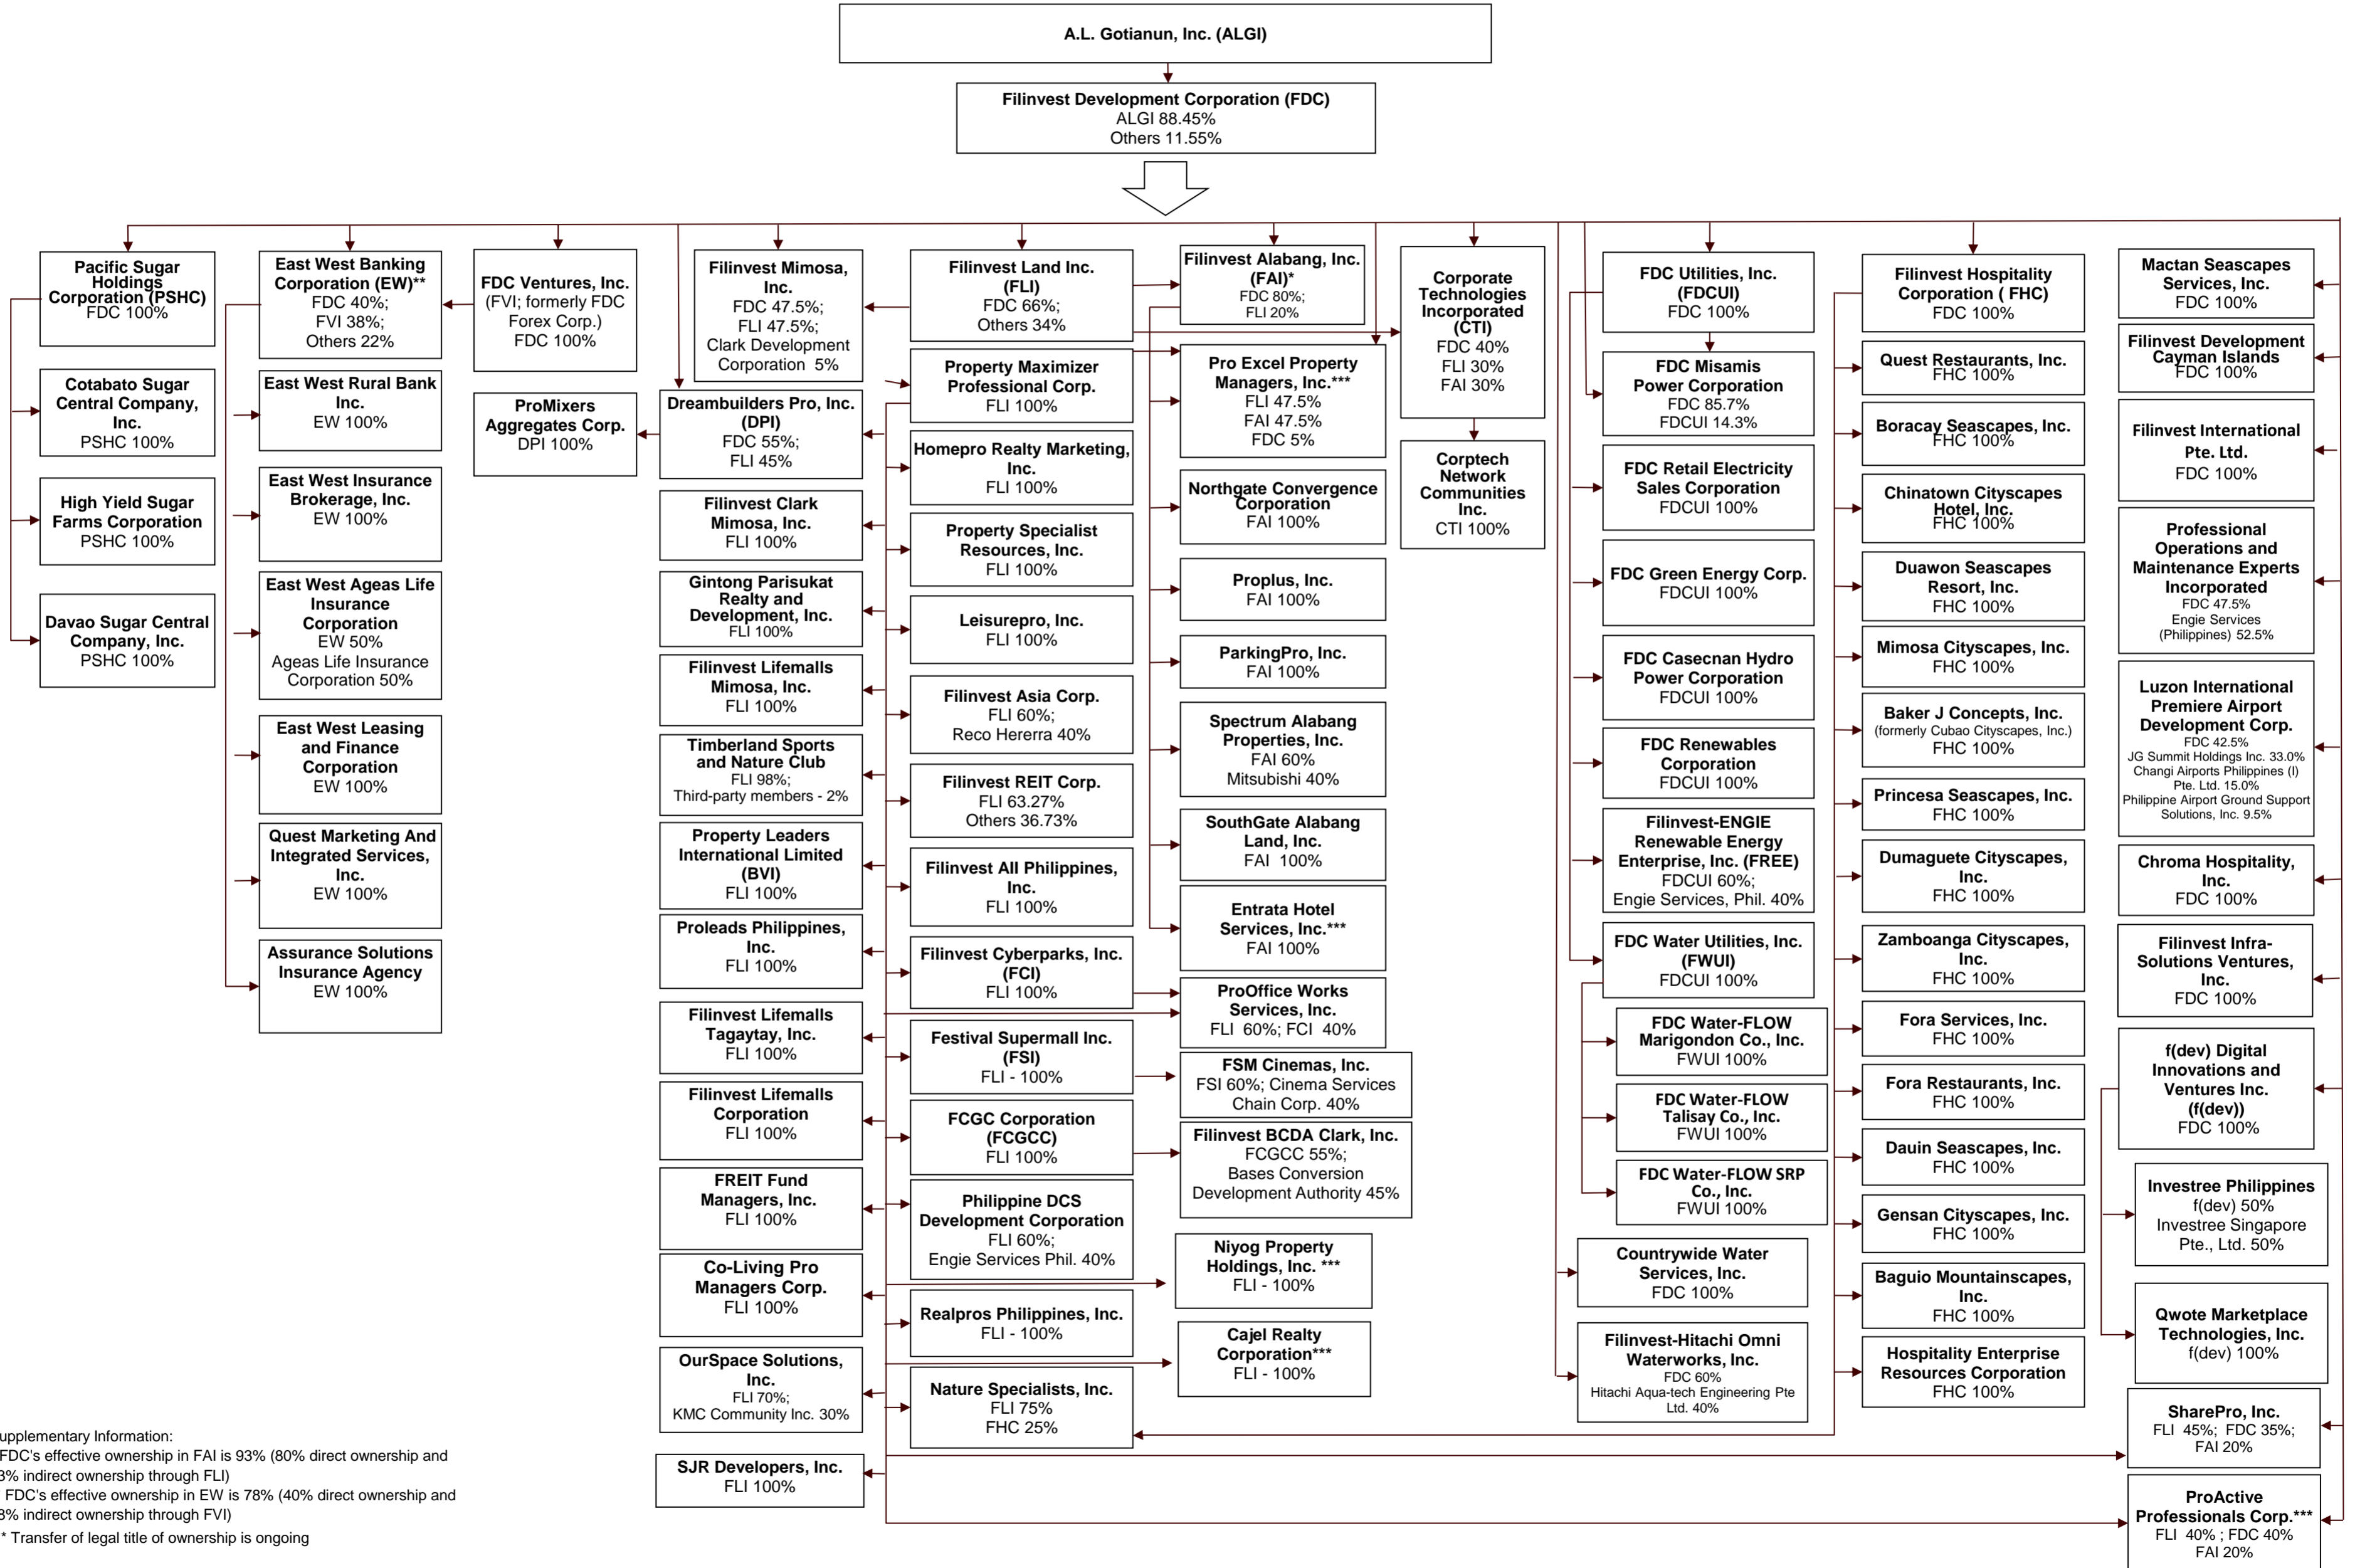 A.L. Gotianun, Inc. (ALGI)
Filinvest Development Corporation (FDC)
ALGI 88.45%
Others 11.55%
Pacific Sugar
Holdings
Corporation (PSHC)
FDC 100%
Cotabato Sugar
Central Company,
Inc.
PSHC 100%
High Yield Sugar
Farms Corporation
PSHC 100%
Davao Sugar Central
Company, Inc.
PSHC 100%
East West Banking
Corporation (EW)**
FDC 40%;
FVI 38%;
Others 22%
East West Rural Bank
Inc.
EW 100%
East West Insurance
Brokerage, Inc.
EW 100%
East West Ageas Life
Insurance
Corporation
EW 50%
Ageas Life Insurance
Corporation 50%
East West Leasing
and Finance
Corporation
EW 100%
Quest Marketing And
Integrated Services,
Inc.
EW 100%
Assurance Solutions
Insurance Agency
EW 100%
FDC Ventures, Inc.
(FVI; formerly FDC
Forex Corp.)
FDC 100%
ProMixers
Aggregates Corp.
DPI 100%
Filinvest Mimosa,
Inc.
FDC 47.5%;
FLI 47.5%;
Clark Development
Corporation 5%
Dreambuilders Pro, Inc.
(DPI)
FDC 55%;
FLI 45%
Filinvest Clark
Mimosa, Inc.
FLI 100%
Gintong Parisukat
Realty and
Development, Inc.
FLI 100%
Filinvest Lifemalls
Mimosa, Inc.
FLI 100%
Timberland Sports
and Nature Club
FLI 98%;
Third-party members - 2%
Property Leaders
International Limited
(BVI)
FLI 100%
Proleads Philippines,
Inc.
FLI 100%
Filinvest Lifemalls
Tagaytay, Inc.
FLI 100%
Filinvest Lifemalls
Corporation
FLI 100%
FREIT Fund
Managers, Inc.
FLI 100%
Co-Living Pro
Managers Corp.
FLI 100%
OurSpace Solutions,
Inc.
FLI 70%;
KMC Community Inc. 30%
SJR Developers, Inc.
FLI 100%
Filinvest Land Inc.
(FLI)
FDC 66%;
Others 34%
Property Maximizer
Professional Corp.
FLI 100%
Homepro Realty Marketing,
Inc.
FLI 100%
Property Specialist
Resources, Inc.
FLI 100%
Leisurepro, Inc.
FLI 100%
Filinvest Asia Corp.
FLI 60%;
Reco Hererra 40%
Filinvest REIT Corp.
FLI 63.27%
Others 36.73%
Filinvest All Philippines,
Inc.
FLI 100%
Filinvest Cyberparks, Inc.
(FCI)
FLI 100%
Festival Supermall Inc.
(FSI)
FLI - 100%
FCGC Corporation
(FCGCC)
FLI 100%
Philippine DCS
Development Corporation
FLI 60%;
Engie Services Phil. 40%
Realpros Philippines, Inc.
FLI - 100%
Nature Specialists, Inc.
FLI 75%
FHC 25%
Filinvest Alabang, Inc.
(FAI)*
FDC 80%;
FLI 20%
Pro Excel Property
Managers, Inc.***
FLI 47.5%
FAI 47.5%
FDC 5%
Northgate Convergence
Corporation
FAI 100%
Proplus, Inc.
FAI 100%
ParkingPro, Inc.
FAI 100%
Spectrum Alabang
Properties, Inc.
FAI 60%
Mitsubishi 40%
SouthGate Alabang
Land, Inc.
FAI 100%
Entrata Hotel
Services, Inc.***
FAI 100%
ProOffice Works
Services, Inc.
FLI 60%; FCI 40%
FSM Cinemas, Inc.
FSI 60%; Cinema Services
Chain Corp. 40%
Filinvest BCDA Clark, Inc.
FCGCC 55%;
Bases Conversion
Development Authority 45%
Niyog Property
Holdings, Inc. ***
FLI - 100%
Cajel Realty
Corporation***
FLI - 100%
Corporate
Technologies
Incorporated
(CTI)
FDC 40%
FLI 30%
FAI 30%
Corptech
Network
Communities
Inc.
CTI 100%
FDC Utilities, Inc.
(FDCUI)
FDC 100%
FDC Misamis
Power Corporation
FDC 85.7%
FDCUI 14.3%
FDC Retail Electricity
Sales Corporation
FDCUI 100%
FDC Green Energy Corp.
FDCUI 100%
FDC Casecnan Hydro
Power Corporation
FDCUI 100%
FDC Renewables
Corporation
FDCUI 100%
Filinvest-ENGIE
Renewable Energy
Enterprise, Inc. (FREE)
FDCUI 60%;
Engie Services, Phil. 40%
FDC Water Utilities, Inc.
(FWUI)
FDCUI 100%
FDC Water-FLOW
Marigondon Co., Inc.
FWUI 100%
FDC Water-FLOW
Talisay Co., Inc.
FWUI 100%
FDC Water-FLOW SRP
Co., Inc.
FWUI 100%
Countrywide Water
Services, Inc.
FDC 100%
Filinvest-Hitachi Omni
Waterworks, Inc.
FDC 60%
Hitachi Aqua-tech Engineering Pte
Ltd. 40%
Filinvest Hospitality
Corporation ( FHC)
FDC 100%
Quest Restaurants, Inc.
FHC 100%
Boracay Seascapes, Inc.
FHC 100%
Chinatown Cityscapes
Hotel, Inc.
FHC 100%
Duawon Seascapes
Resort, Inc.
FHC 100%
Mimosa Cityscapes, Inc.
FHC 100%
Baker J Concepts, Inc.
(formerly Cubao Cityscapes, Inc.)
FHC 100%
Princesa Seascapes, Inc.
FHC 100%
Dumaguete Cityscapes,
Inc.
FHC 100%
Zamboanga Cityscapes,
Inc.
FHC 100%
Fora Services, Inc.
FHC 100%
Fora Restaurants, Inc.
FHC 100%
Dauin Seascapes, Inc.
FHC 100%
Gensan Cityscapes, Inc.
FHC 100%
Baguio Mountainscapes,
Inc.
FHC 100%
Hospitality Enterprise
Resources Corporation
FHC 100%
Mactan Seascapes
Services, Inc.
FDC 100%
Filinvest Development
Cayman Islands
FDC 100%
Filinvest International
Pte. Ltd.
FDC 100%
Professional
Operations and
Maintenance Experts
Incorporated
FDC 47.5%
Engie Services
(Philippines) 52.5%
Luzon International
Premiere Airport
Development Corp.
FDC 42.5%
JG Summit Holdings Inc. 33.0%
Changi Airports Philippines (I)
Pte. Ltd. 15.0%
Philippine Airport Ground Support
Solutions, Inc. 9.5%
Chroma Hospitality,
Inc.
FDC 100%
Filinvest Infra-
Solutions Ventures,
Inc.
FDC 100%
f(dev) Digital
Innovations and
Ventures Inc.
(f(dev))
FDC 100%
Investree Philippines
f(dev) 50%
Investree Singapore
Pte., Ltd. 50%
Qwote Marketplace
Technologies, Inc.
f(dev) 100%
SharePro, Inc.
FLI 45%; FDC 35%;
FAI 20%
ProActive
Professionals Corp.***
FLI 40% ; FDC 40%
FAI 20%
upplementary Information:
FDC's effective ownership in FAI is 93% (80% direct ownership and
3% indirect ownership through FLI)
* FDC's effective ownership in EW is 78% (40% direct ownership and
8% indirect ownership through FVI)
* Transfer of legal title of ownership is ongoing